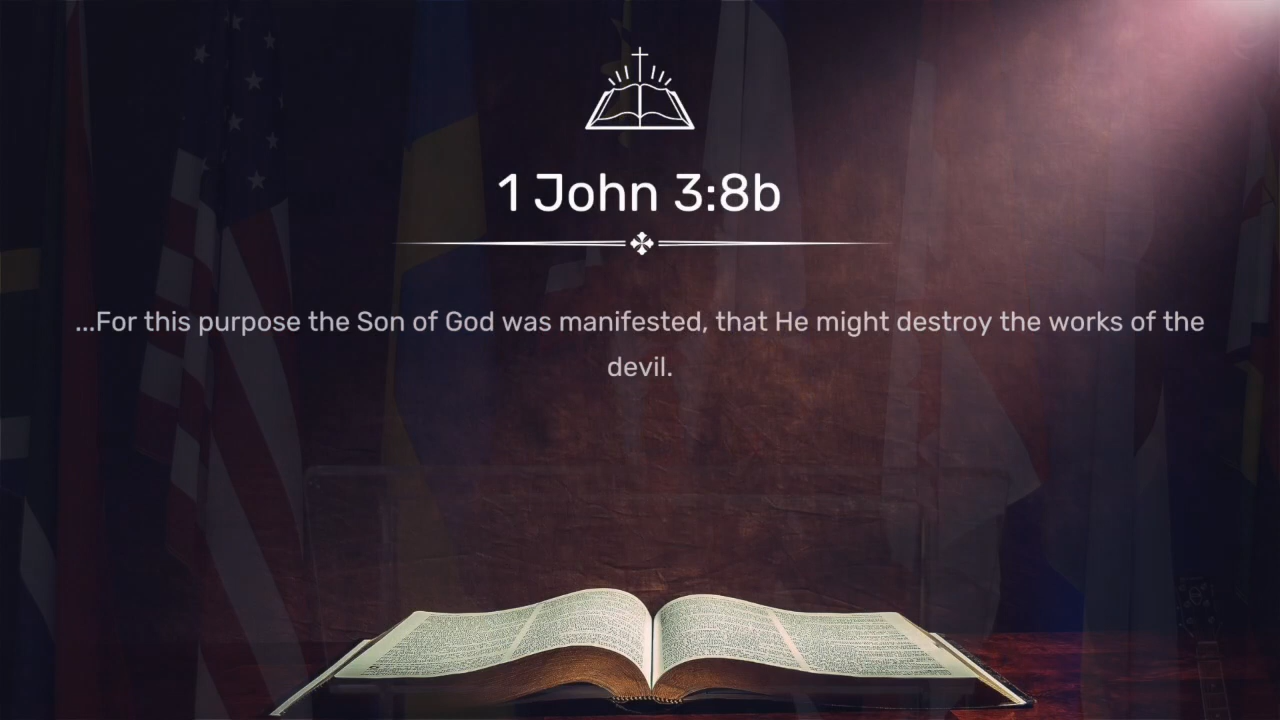 1 John 3:8b
...For this purpose the Son of God was manifested, that He might destroy the works of the
devil.